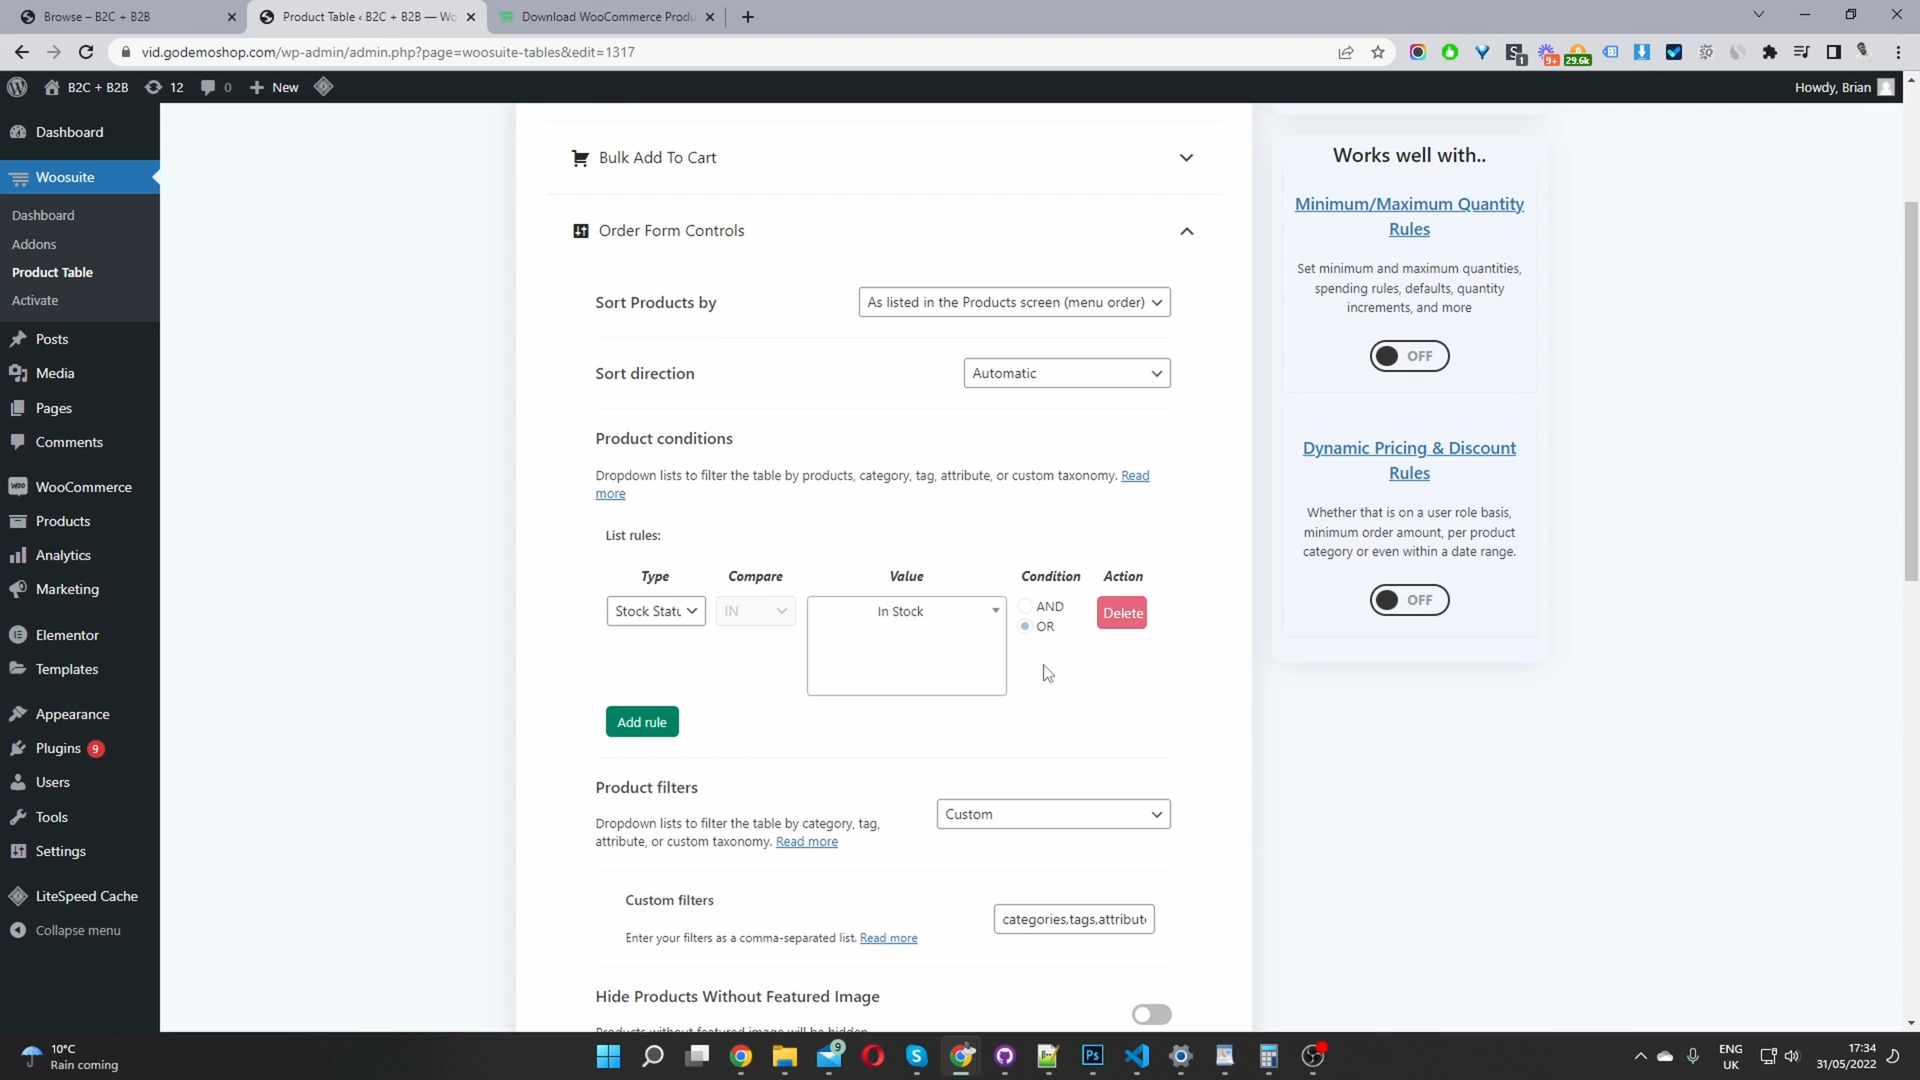 Browse – B2C + B2B
Product Table ‹ B2C + B2B — Wo
Download WooCommerce Produ
vid.godemoshop.com/wp-admin/admin.php?page=woosuite-tables&edit=1317
1
9+
29.6k
B2C + B2B
12
0
New
Howdy, Brian
Dashboard
Woosuite
Dashboard
Addons
Product Table
Activate
Posts
Media
Pages
Comments
WooCommerce
Products
Analytics
Marketing
Elementor
Templates
Appearance
Plugins 9
Users
Tools
Settings
LiteSpeed Cache
Collapse menu
Bulk Add To Cart
Order Form Controls
Sort Products by
As listed in the Products screen (menu order)
Sort direction
Automatic
Product conditions
Dropdown lists to filter the table by products, category, tag, attribute, or custom taxonomy. Read
more
List rules:
Type Compare Value Condition Action
Stock Statu IN In Stock AND
OR
Delete
Add rule
Product filters
Custom
Dropdown lists to filter the table by category, tag,
attribute, or custom taxonomy. Read more
Custom filters
categories,tags,attribute
Enter your filters as a comma-separated list. Read more
Hide Products Without Featured Image
Products without featured image will be hidden
Works well with..
Minimum/Maximum Quantity
Rules
Set minimum and maximum quantities,
spending rules, defaults, quantity
increments, and more
OFF
Dynamic Pricing & Discount
Rules
Whether that is on a user role basis,
minimum order amount, per product
category or even within a date range.
OFF
10°C
Rain coming
9
Ps
ENG
UK
17:34
31/05/2022